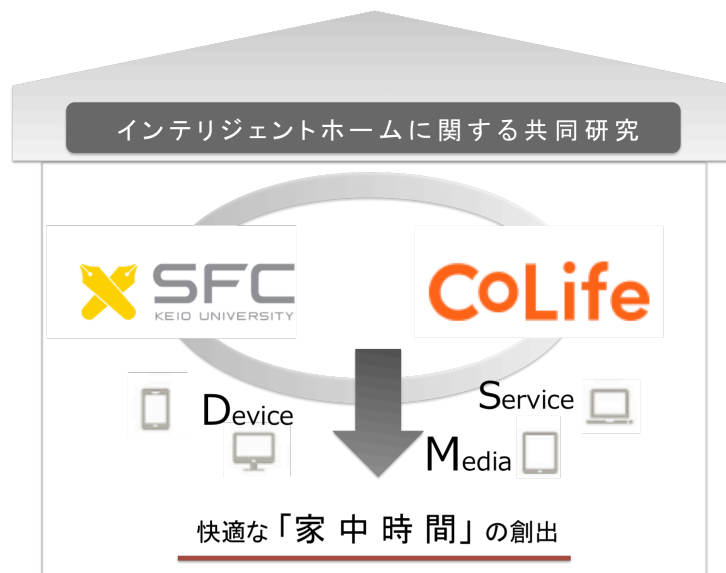 インテリジェントホームに関する共同研究
SFC
KEIO UNIVERSITY
CoLife
Device
Service
Media
快適な「家中時間」の創出